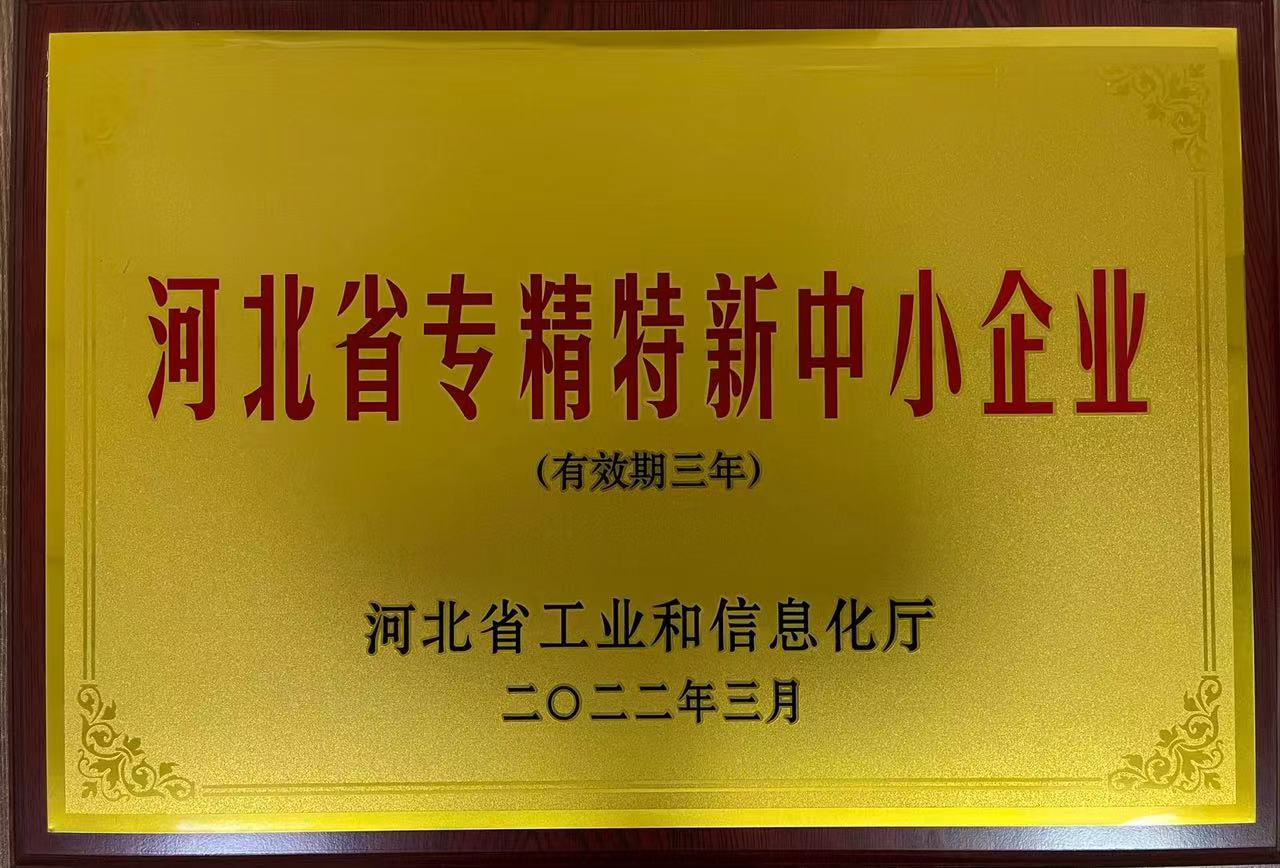 河北省专精特新中小企业
(有效期三年)
河北省工业和信息化厅
二〇二二年三月